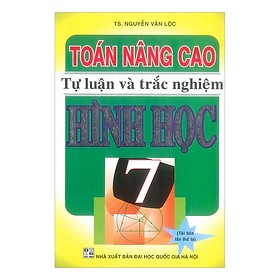 TS. NGUYỄN VĂN LỘC
TOÁN NÂNG CAO
Tự luận và trắc nghiệm
HÌNH HỌC
7
(Tái bản
lần thứ tư)
NHÀ XUẤT BẢN ĐẠI HỌC QUỐC GIA HÀ NỘI